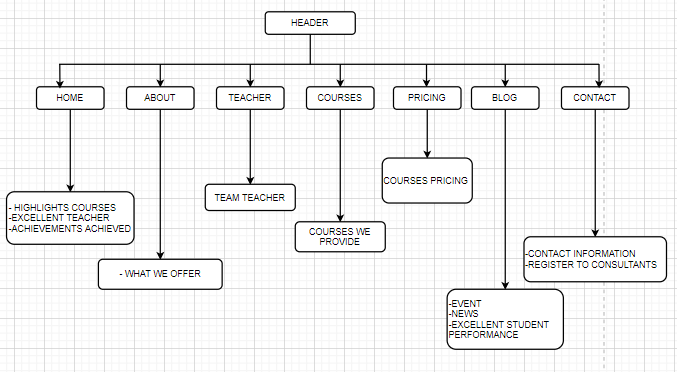 HEADER
HOME
ABOUT
TEACHER
COURSES
PRICING
BLOG
CONTACT
COURSES PRICING
TEAM TEACHER
- HIGHLIGHTS COURSES
-EXCELLENT TEACHER
-ACHIEVEMENTS ACHIEVED
COURSES WE
PROVIDE
-CONTACT INFORMATION
-REGISTER TO CONSULTANTS
- WHAT WE OFFER
-EVENT
-NEWS
-EXCELLENT STUDENT
PERFORMANCE